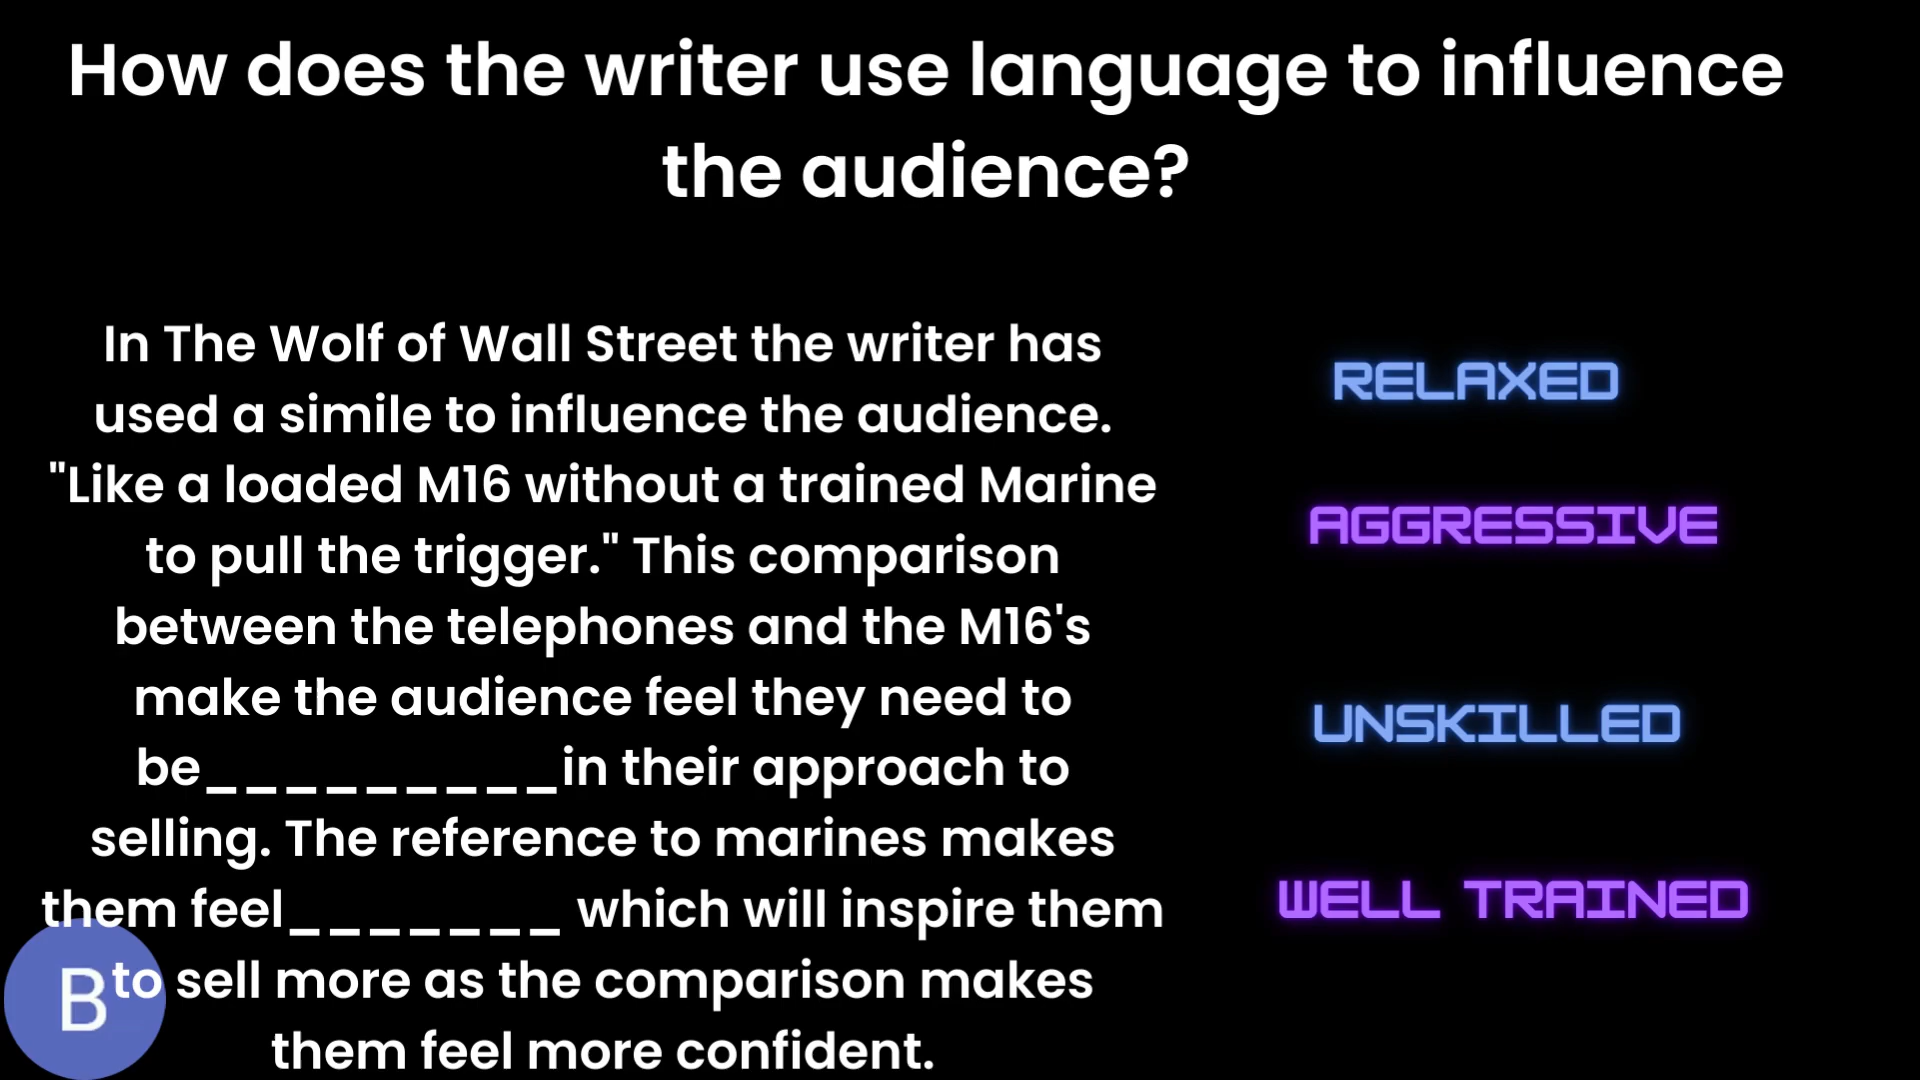 How does the writer use language to influence
the audience?
In The Wolf of Wall Street the writer has
used a simile to influence the audience.
"Like a loaded M16 without a trained Marine
to pull the trigger." This comparison
between the telephones and the M16's
make the audience feel they need to
be_________in their approach to
selling. The reference to marines makes
them feel_______ which will inspire them
to sell more as the comparison makes
them feel more confident.
RELAXED
AGGRESSIVE
UNSKILLED
WELL TRAINED
B